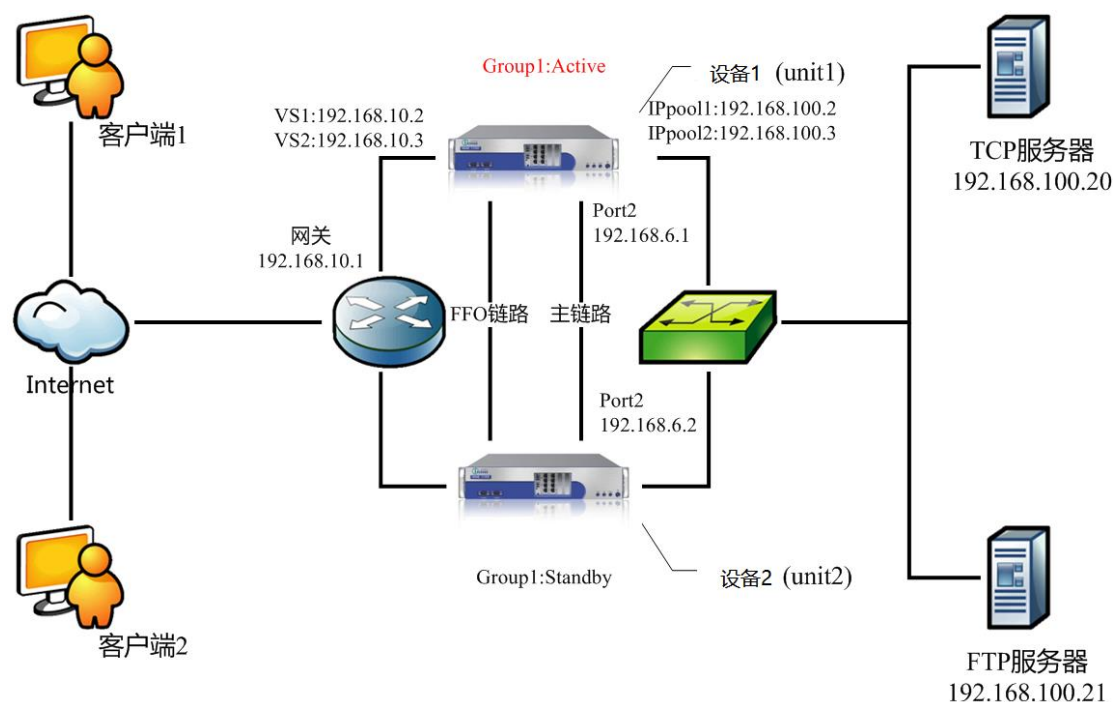 Group1:Active
设备1 (unit1)
VS1:192.168.10.2
VS2:192.168.10.3
IPpool1:192.168.100.2
IPpool2:192.168.100.3
客户端1
TCP服务器
192.168.100.20
Port2
192.168.6.1
网关
192.168.10.1
FFO链路
主链路
Internet
Port2
192.168.6.2
Group1:Standby
设备2 (unit2)
客户端2
FTP服务器
192.168.100.21